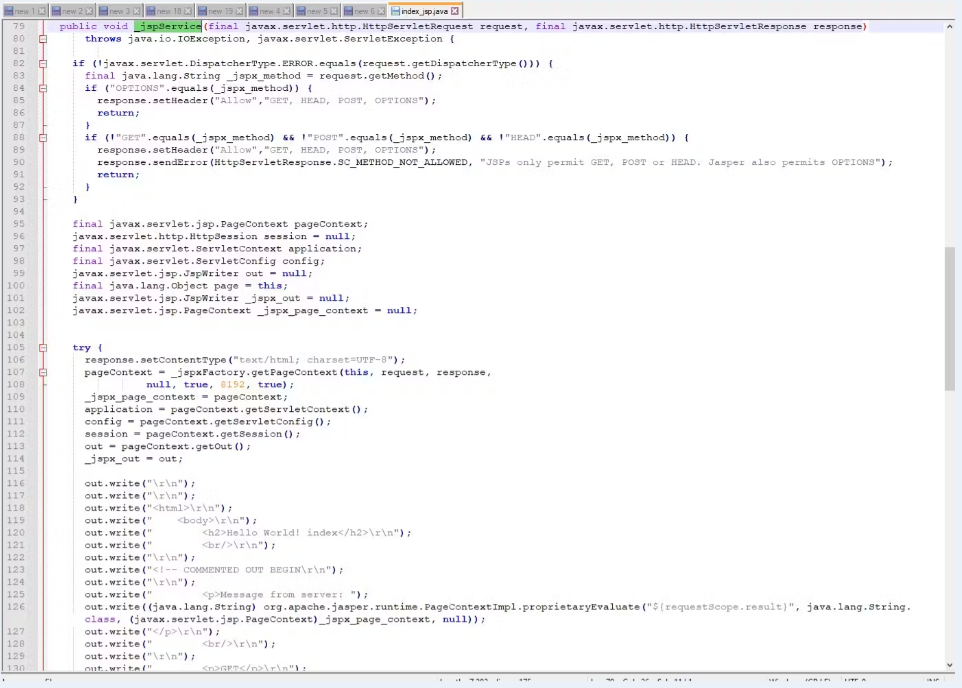 new 1 new 2 new 3 new 18 new 19 new 4 new 5 new 6 index_jsp.java
79 public void _jspService(final javax.servlet.http.HttpServletRequest request, final javax.servlet.http.HttpServletResponse response)
80 throws java.io.IOException, javax.servlet.ServletException {
81
82 if (!javax.servlet.DispatcherType.ERROR.equals(request.getDispatcherType())) {
83 final java.lang.String _jspx_method = request.getMethod();
84 if ("OPTIONS".equals(_jspx_method)) {
85 response.setHeader("Allow","GET, HEAD, POST, OPTIONS");
86 return;
87 }
88 if (!"GET".equals(_jspx_method) && !"POST".equals(_jspx_method) && !"HEAD".equals(_jspx_method)) {
89 response.setHeader("Allow","GET, HEAD, POST, OPTIONS");
90 response.sendError(HttpServletResponse.SC_METHOD_NOT_ALLOWED, "JSPs only permit GET, POST or HEAD. Jasper also permits OPTIONS");
91 return;
92 }
93 }
94
95 final javax.servlet.jsp.PageContext pageContext;
96 javax.servlet.http.HttpSession session = null;
97 final javax.servlet.ServletContext application;
98 final javax.servlet.ServletConfig config;
99 javax.servlet.jsp.JspWriter out = null;
100 final java.lang.Object page = this;
101 javax.servlet.jsp.JspWriter _jspx_out = null;
102 javax.servlet.jsp.PageContext _jspx_page_context = null;
103
104
105 try {
106 response.setContentType("text/html; charset=UTF-8");
107 pageContext = _jspxFactory.getPageContext(this, request, response,
108 null, true, 8192, true);
109 _jspx_page_context = pageContext;
110 application = pageContext.getServletContext();
111 config = pageContext.getServletConfig();
112 session = pageContext.getSession();
113 out = pageContext.getOut();
114 _jspx_out = out;
115
116 out.write("\r\n");
117 out.write("\r\n");
118 out.write("<html>\r\n");
119 out.write("    <body>\r\n");
120 out.write("        <h2>Hello World! index</h2>\r\n");
121 out.write("        <br/>\r\n");
122 out.write("\r\n");
123 out.write("<!-- COMMENTED OUT BEGIN\r\n");
124 out.write("\r\n");
125 out.write("        <p>Message from server: ");
126 out.write((java.lang.String) org.apache.jasper.runtime.PageContextImpl.proprietaryEvaluate("${requestScope.result}", java.lang.String.
class, (javax.servlet.jsp.PageContext)_jspx_page_context, null));
127 out.write("</p>\r\n");
128 out.write("        <br/>\r\n");
129 out.write("\r\n");
130 out.write("        <p>GET</p>\r\n");